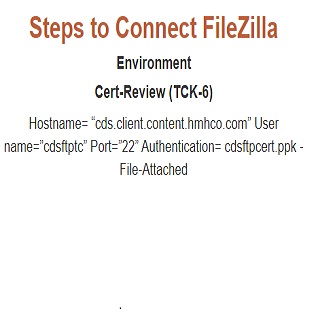 Steps to Connect FileZilla
Environment
Cert-Review (TCK-6)
Hostname= “cds.client.content.hmhco.com” User
name=”cdsftptc” Port=”22” Authentication= cdsftpcert.ppk -
File-Attached
.